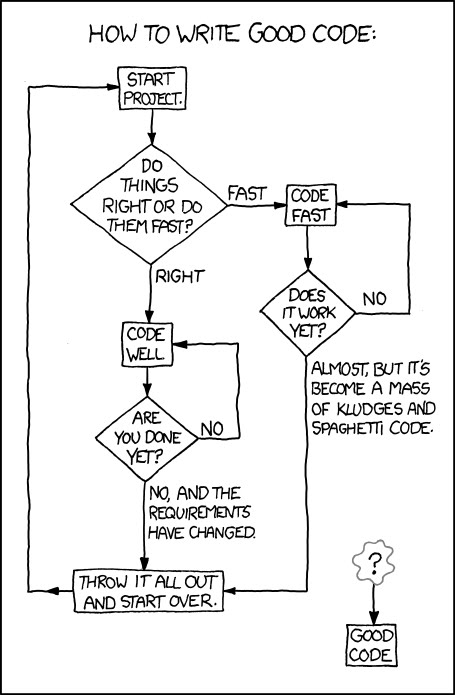 HOW TO WRITE GOOD CODE:
START
PROJECT.
DO
THINGS
RIGHT OR DO
THEM FAST?
FAST
CODE
FAST
RIGHT
DOES
IT WORK
YET?
NO
CODE
WELL
ALMOST, BUT IT'S
BECOME A MASS
OF KLUDGES AND
SPAGHETTI CODE.
ARE
YOU DONE
YET?
NO
NO, AND THE
REQUIREMENTS
HAVE CHANGED.
THROW IT ALL OUT
AND START OVER.
?
GOOD
CODE